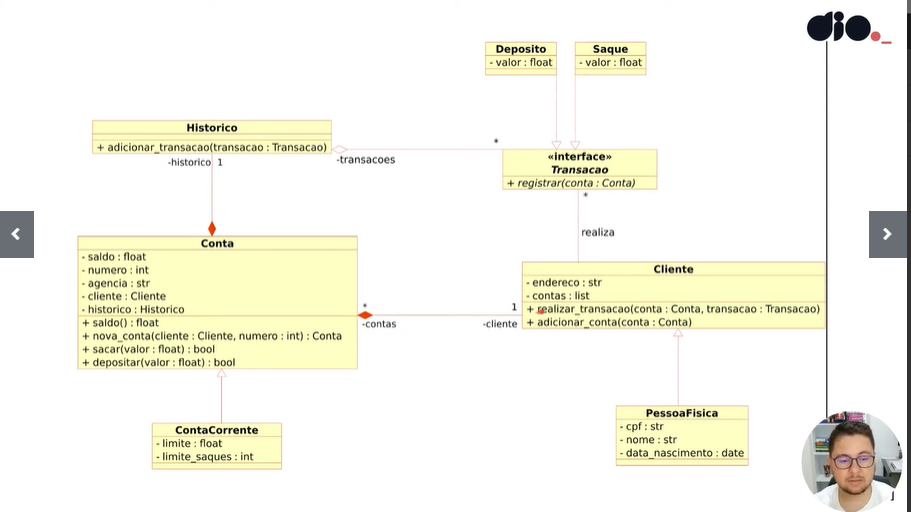 dio._
Deposito
- valor : float
Saque
- valor : float
Historico
+ adicionar_transacao(transacao : Transacao)
-historico 1
-transacoes
*
«interface»
Transacao
+ registrar(conta : Conta)
*
realiza
Conta
- saldo : float
- numero : int
- agencia : str
- cliente : Cliente
- historico : Historico
+ saldo() : float
+ nova_conta(cliente : Cliente, numero : int) : Conta
+ sacar(valor : float) : bool
+ depositar(valor : float) : bool
*
-contas
1
-cliente
Cliente
- endereco : str
- contas : list
+ realizar_transacao(conta : Conta, transacao : Transacao)
+ adicionar_conta(conta : Conta)
ContaCorrente
- limite : float
- limite_saques : int
PessoaFisica
- cpf : str
- nome : str
- data_nascimento : date